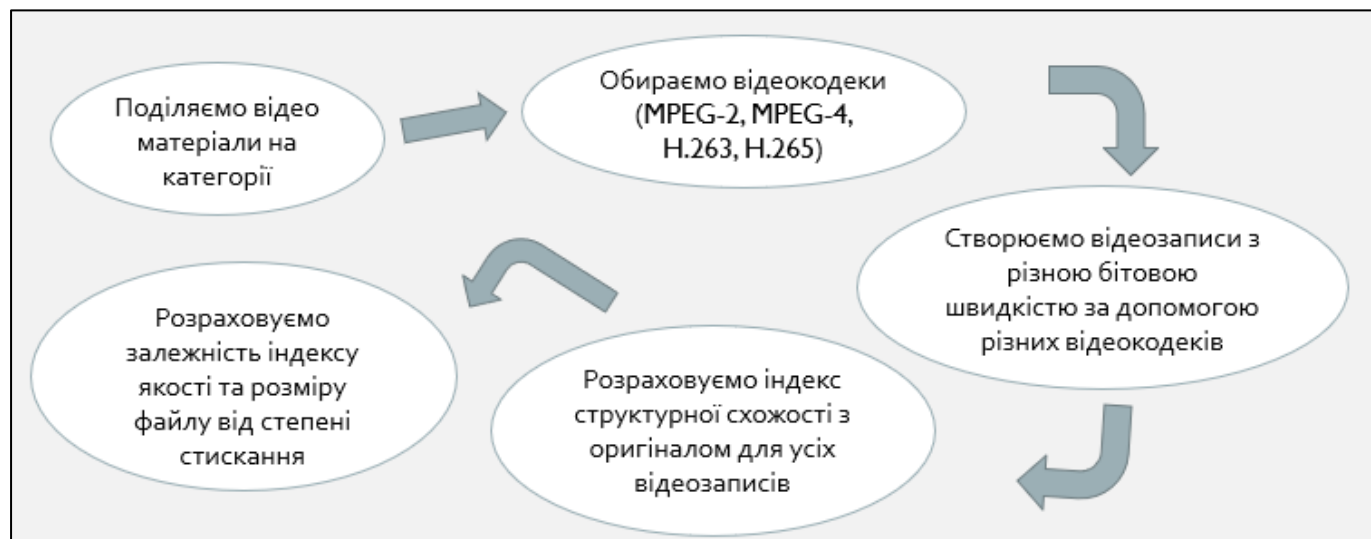 Поділяємо відео
матеріали на
категорії
Обираємо відеокодеки
(MPEG-2, MPEG-4,
H.263, H.265)
Створюємо відеозаписи з
різною бітовою
швидкістю за допомогою
різних відеокодеків
Розраховуємо індекс
структурної схожості з
оригіналом для усіх
відеозаписів
Розраховуємо
залежність індексу
якості та розміру
файлу від степені
стискання